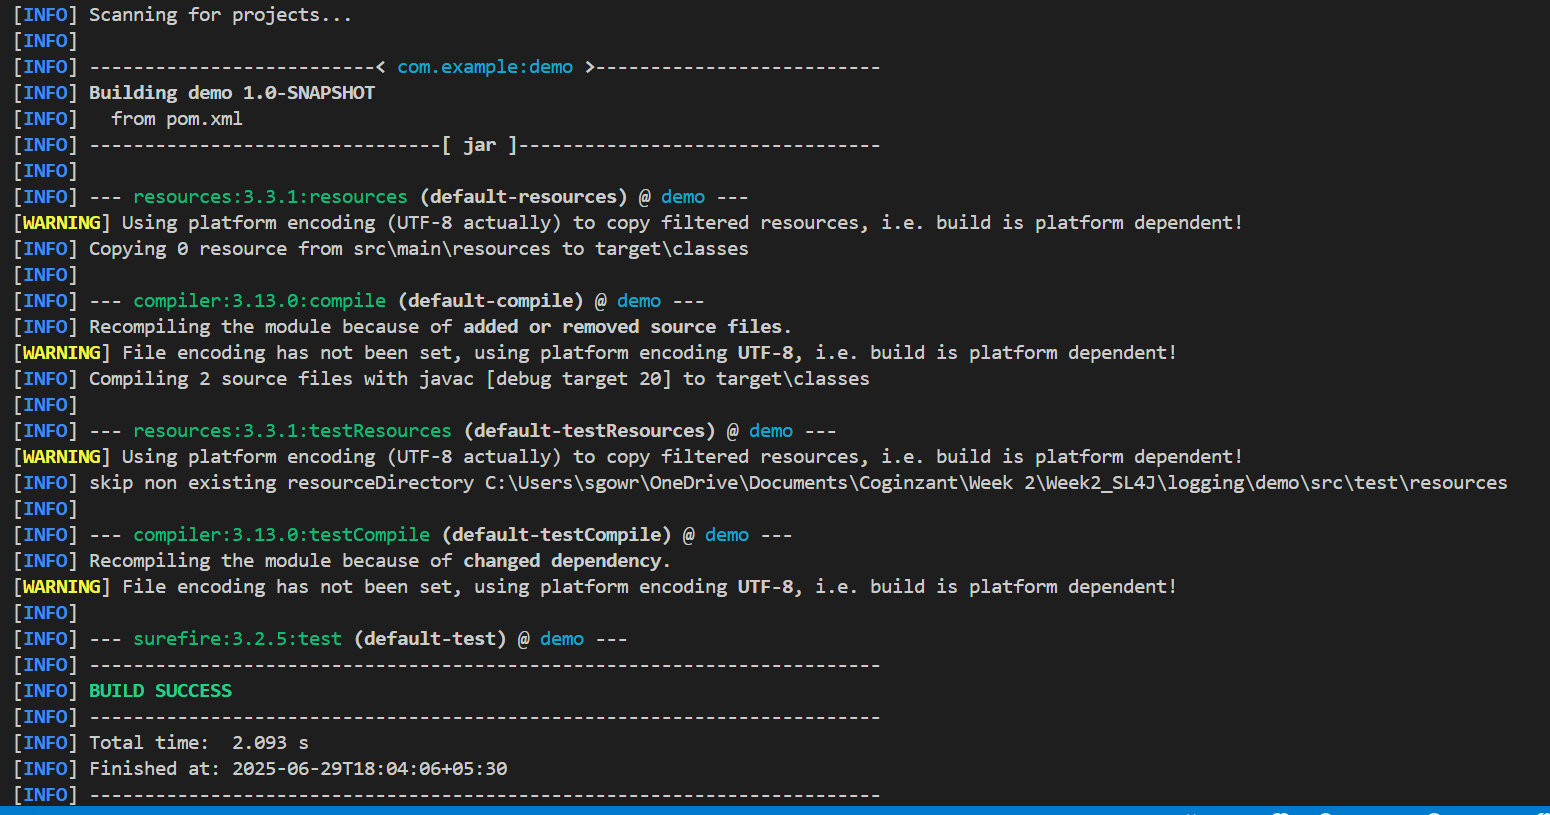 [INFO] Scanning for projects...
[INFO]
[INFO] --------------------------< com.example:demo >--------------------------
[INFO] Building demo 1.0-SNAPSHOT
[INFO]   from pom.xml
[INFO] --------------------------------[ jar ]---------------------------------
[INFO]
[INFO] --- resources:3.3.1:resources (default-resources) @ demo ---
[WARNING] Using platform encoding (UTF-8 actually) to copy filtered resources, i.e. build is platform dependent!
[INFO] Copying 0 resource from src\main\resources to target\classes
[INFO]
[INFO] --- compiler:3.13.0:compile (default-compile) @ demo ---
[INFO] Recompiling the module because of added or removed source files.
[WARNING] File encoding has not been set, using platform encoding UTF-8, i.e. build is platform dependent!
[INFO] Compiling 2 source files with javac [debug target 20] to target\classes
[INFO]
[INFO] --- resources:3.3.1:testResources (default-testResources) @ demo ---
[WARNING] Using platform encoding (UTF-8 actually) to copy filtered resources, i.e. build is platform dependent!
[INFO] skip non existing resourceDirectory C:\Users\sgowr\OneDrive\Documents\Coginzant\Week 2\Week2_SL4J\logging\demo\src\test\resources
[INFO]
[INFO] --- compiler:3.13.0:testCompile (default-testCompile) @ demo ---
[INFO] Recompiling the module because of changed dependency.
[WARNING] File encoding has not been set, using platform encoding UTF-8, i.e. build is platform dependent!
[INFO]
[INFO] --- surefire:3.2.5:test (default-test) @ demo ---
[INFO] ------------------------------------------------------------------------
[INFO] BUILD SUCCESS
[INFO] ------------------------------------------------------------------------
[INFO] Total time:  2.093 s
[INFO] Finished at: 2025-06-29T18:04:06+05:30
[INFO] ------------------------------------------------------------------------